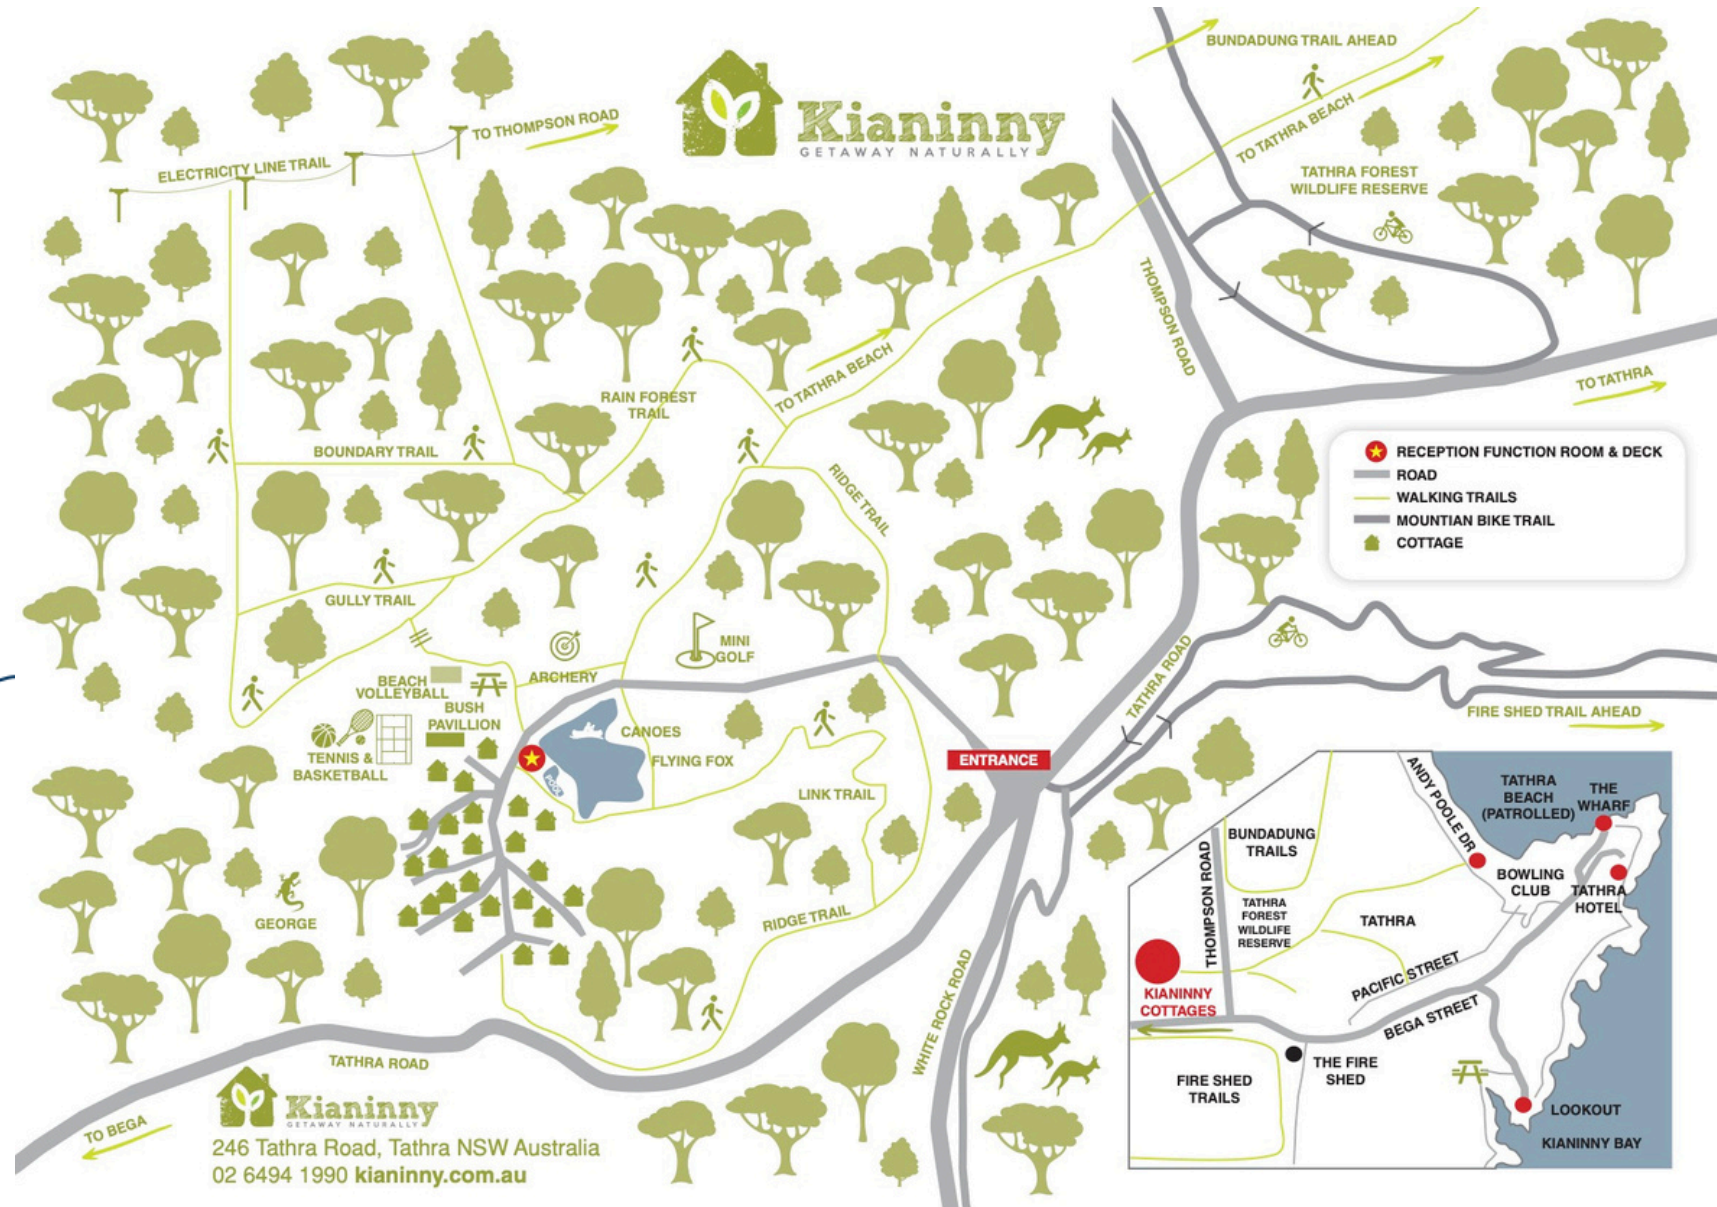 BUNDADUNG TRAIL AHEAD
TO TATHRA BEACH
TATHRA FOREST
WILDLIFE RESERVE
Kianinny
GETAWAY NATURALLY
TO THOMPSON ROAD
ELECTRICITY LINE TRAIL
THOMPSON ROAD
TO TATHRA
TO TATHRA BEACH
RAIN FOREST
TRAIL
BOUNDARY TRAIL
RIDGE TRAIL
RECEPTION FUNCTION ROOM & DECK
ROAD
WALKING TRAILS
MOUNTIAN BIKE TRAIL
COTTAGE
GULLY TRAIL
MINI
GOLF
ARCHERY
BEACH
VOLLEYBALL
BUSH
PAVILLION
TENNIS &
BASKETBALL
CANOES
FLYING FOX
POOL
LINK TRAIL
RIDGE TRAIL
GEORGE
ENTRANCE
TATHRA ROAD
FIRE SHED TRAIL AHEAD
WHITE ROCK ROAD
TATHRA ROAD
TO BEGA
Kianinny
GETAWAY NATURALLY
246 Tathra Road, Tathra NSW Australia
02 6494 1990 kianinny.com.au
ANDY POOLE DR
TATHRA
BEACH
(PATROLLED)
THE
WHARF
BUNDADUNG
TRAILS
THOMPSON ROAD
BOWLING
CLUB
TATHRA
HOTEL
TATHRA
FOREST
WILDLIFE
RESERVE
TATHRA
PACIFIC STREET
KIANINNY
COTTAGES
BEGA STREET
THE FIRE
SHED
FIRE SHED
TRAILS
LOOKOUT
KIANINNY BAY